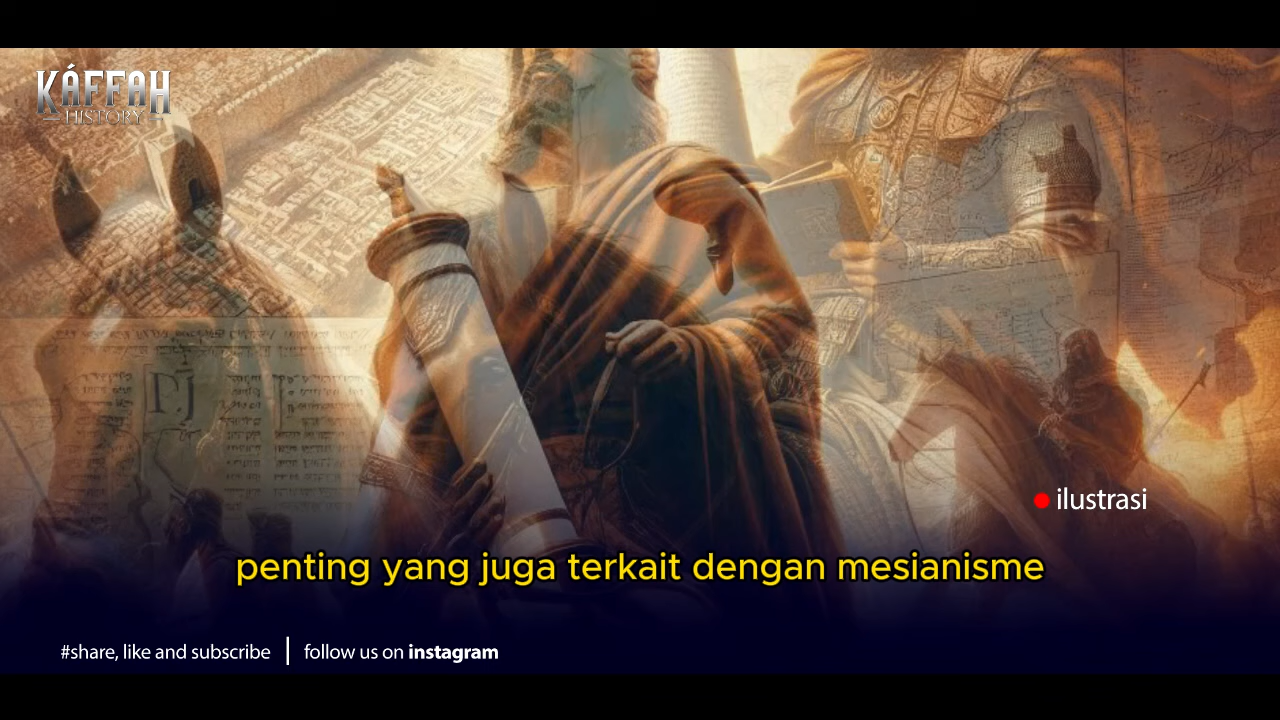 KÁFFAH
HISTORY
ilustrasi
penting yang juga terkait dengan mesianisme
#share, like and subscribe | follow us on instagram